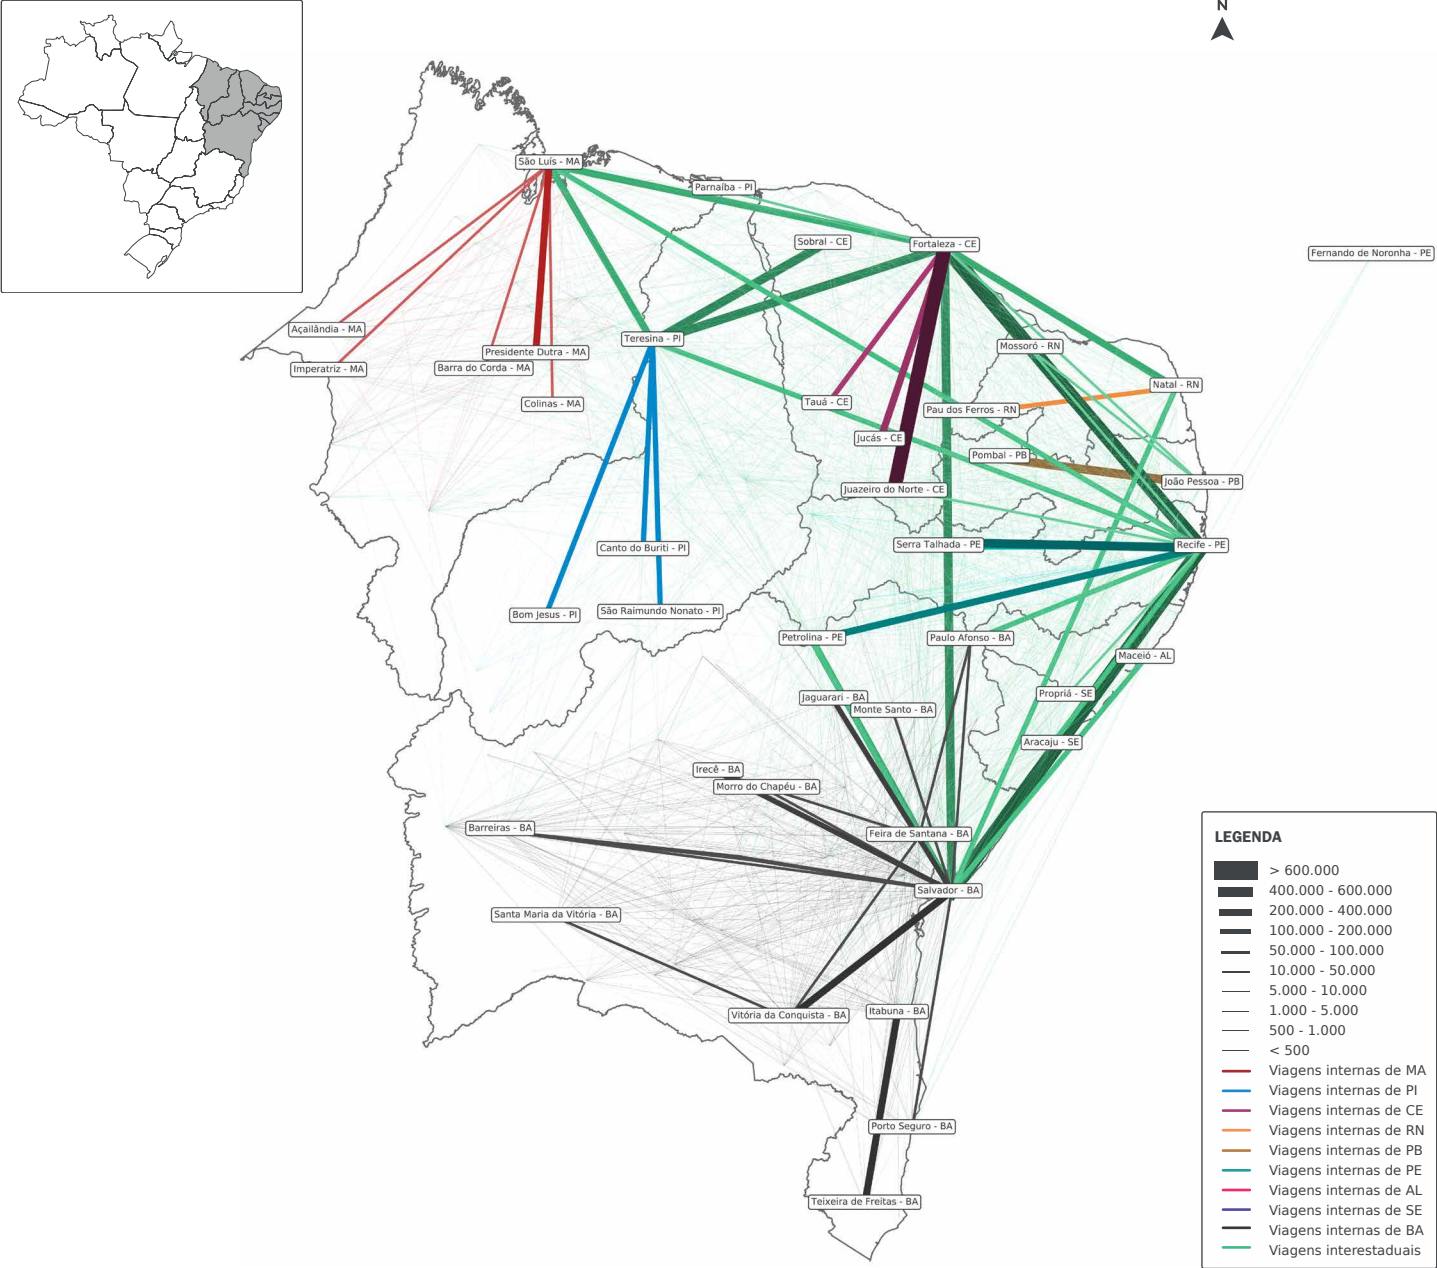 N
São Luís - MA
Parnaíba - PI
Sobral - CE
Fortaleza - CE
Fernando de Noronha - PE
Açailândia - MA
Teresina - PI
Presidente Dutra - MA
Mossoró - RN
Imperatriz - MA
Barra do Corda - MA
Natal - RN
Colinas - MA
Tauá - CE
Pau dos Ferros - RN
Jucás - CE
Pombal - PB
João Pessoa - PB
Juazeiro do Norte - CE
Canto do Buriti - PI
Serra Talhada - PE
Recife - PE
Bom Jesus - PI
São Raimundo Nonato - PI
Petrolina - PE
Paulo Afonso - BA
Maceió - AL
Jaguarari - BA
Monte Santo - BA
Propriá - SE
Aracaju - SE
Irecê - BA
Morro do Chapéu - BA
Barreiras - BA
Feira de Santana - BA
Salvador - BA
Santa Maria da Vitória - BA
Vitória da Conquista - BA
Itabuna - BA
Porto Seguro - BA
Teixeira de Freitas - BA
LEGENDA
> 600.000
400.000 - 600.000
200.000 - 400.000
100.000 - 200.000
50.000 - 100.000
10.000 - 50.000
5.000 - 10.000
1.000 - 5.000
500 - 1.000
< 500
Viagens internas de MA
Viagens internas de PI
Viagens internas de CE
Viagens internas de RN
Viagens internas de PB
Viagens internas de PE
Viagens internas de AL
Viagens internas de SE
Viagens internas de BA
Viagens interestaduais